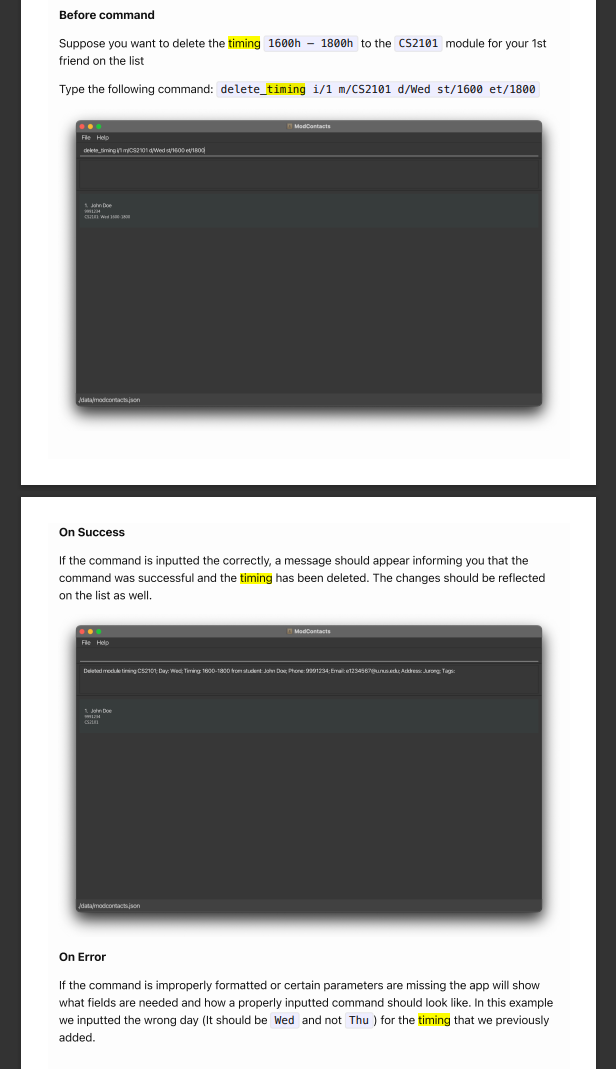 Before command
Suppose you want to delete the timing 1600h – 1800h to the CS2101 module for your 1st
friend on the list
Type the following command: delete_timing i/1 m/CS2101 d/Wed st/1600 et/1800
ModContacts
File Help
delete_timing i/1 m/CS2101 d/Wed st/1600 et/1800
1. John Doe
9991234
CS2101: Wed 1600-1800
/data/modcontacts.json
On Success
If the command is inputted the correctly, a message should appear informing you that the
command was successful and the timing has been deleted. The changes should be reflected
on the list as well.
ModContacts
File Help
Deleted module timing CS2101; Day: Wed; Timing: 1600-1800 from student: John Doe; Phone: 9991234; Email: e1234567@u.nus.edu; Address: Jurong; Tags:
1. John Doe
9991234
CS2101
/data/modcontacts.json
On Error
If the command is improperly formatted or certain parameters are missing the app will show
what fields are needed and how a properly inputted command should look like. In this example
we inputted the wrong day (It should be Wed and not Thu ) for the timing that we previously
added.